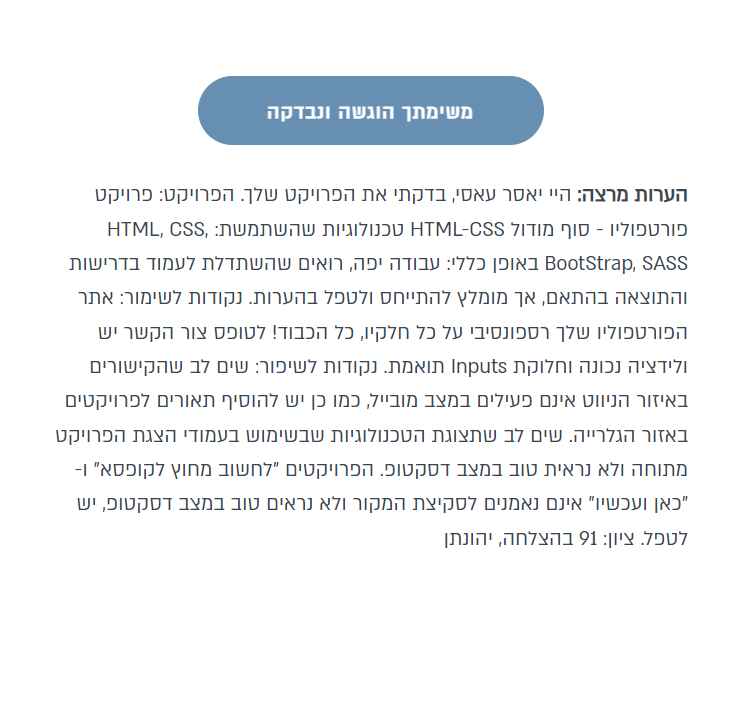 משימתך הוגשה ונבדקה
הערות מרצה: היי יאסר עאסי, בדקתי את הפרויקט שלך. הפרויקט: פרויקט
פורטפוליו - סוף מודול HTML-CSS טכנולוגיות שהשתמשת: HTML, CSS,
BootStrap, SASS באופן כללי: עבודה יפה, רואים שהשתדלת לעמוד בדרישות
והתוצאה בהתאם, אך מומלץ להתייחס ולטפל בהערות. נקודות לשימור: אתר
הפורטפוליו שלך רספונסיבי על כל חלקיו, כל הכבוד! לטופס צור הקשר יש
ולידציה נכונה וחלוקת Inputs תואמת. נקודות לשיפור: שים לב שהקישורים
באיזור הניווט אינם פעילים במצב מובייל, כמו כן יש להוסיף תאורים לפרויקטים
באזור הגלרייה. שים לב שתצוגת הטכנולוגיות שבשימוש בעמודי הצגת הפרויקט
מתוחה ולא נראית טוב במצב דסקטופ. הפרויקטים "לחשוב מחוץ לקופסא" ו-
"כאן ועכשיו" אינם נאמנים לסקיצת המקור ולא נראים טוב במצב דסקטופ, יש
לטפל. ציון: 91 בהצלחה, יהונתן